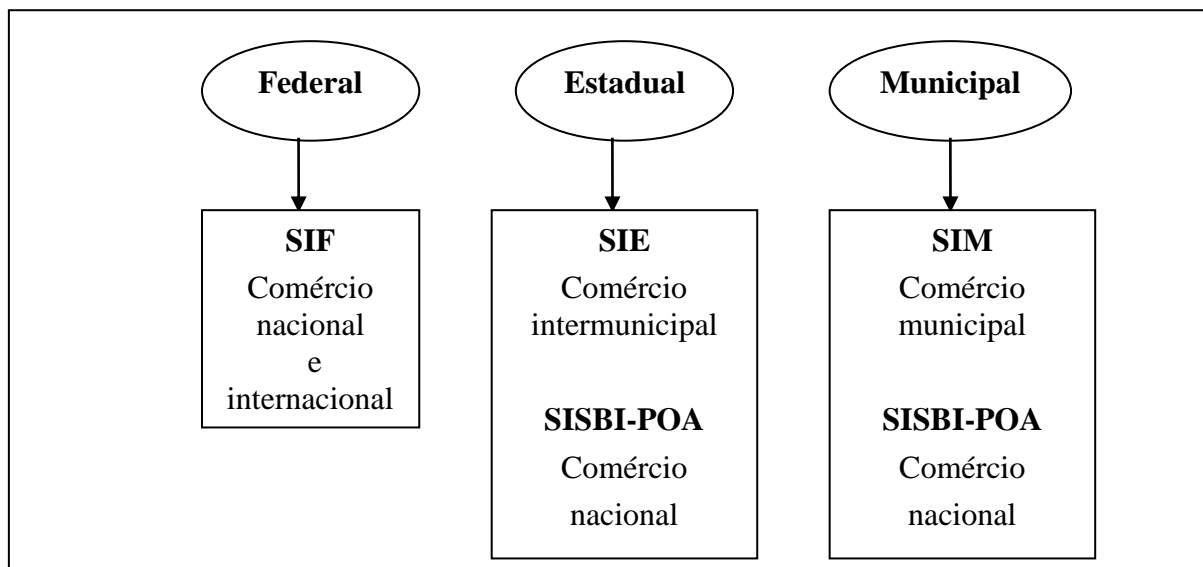 Federal
SIF
Comércio
nacional
e
internacional
Estadual
SIE
Comércio
intermunicipal
SISBI-POA
Comércio
nacional
Municipal
SIM
Comércio
municipal
SISBI-POA
Comércio
nacional